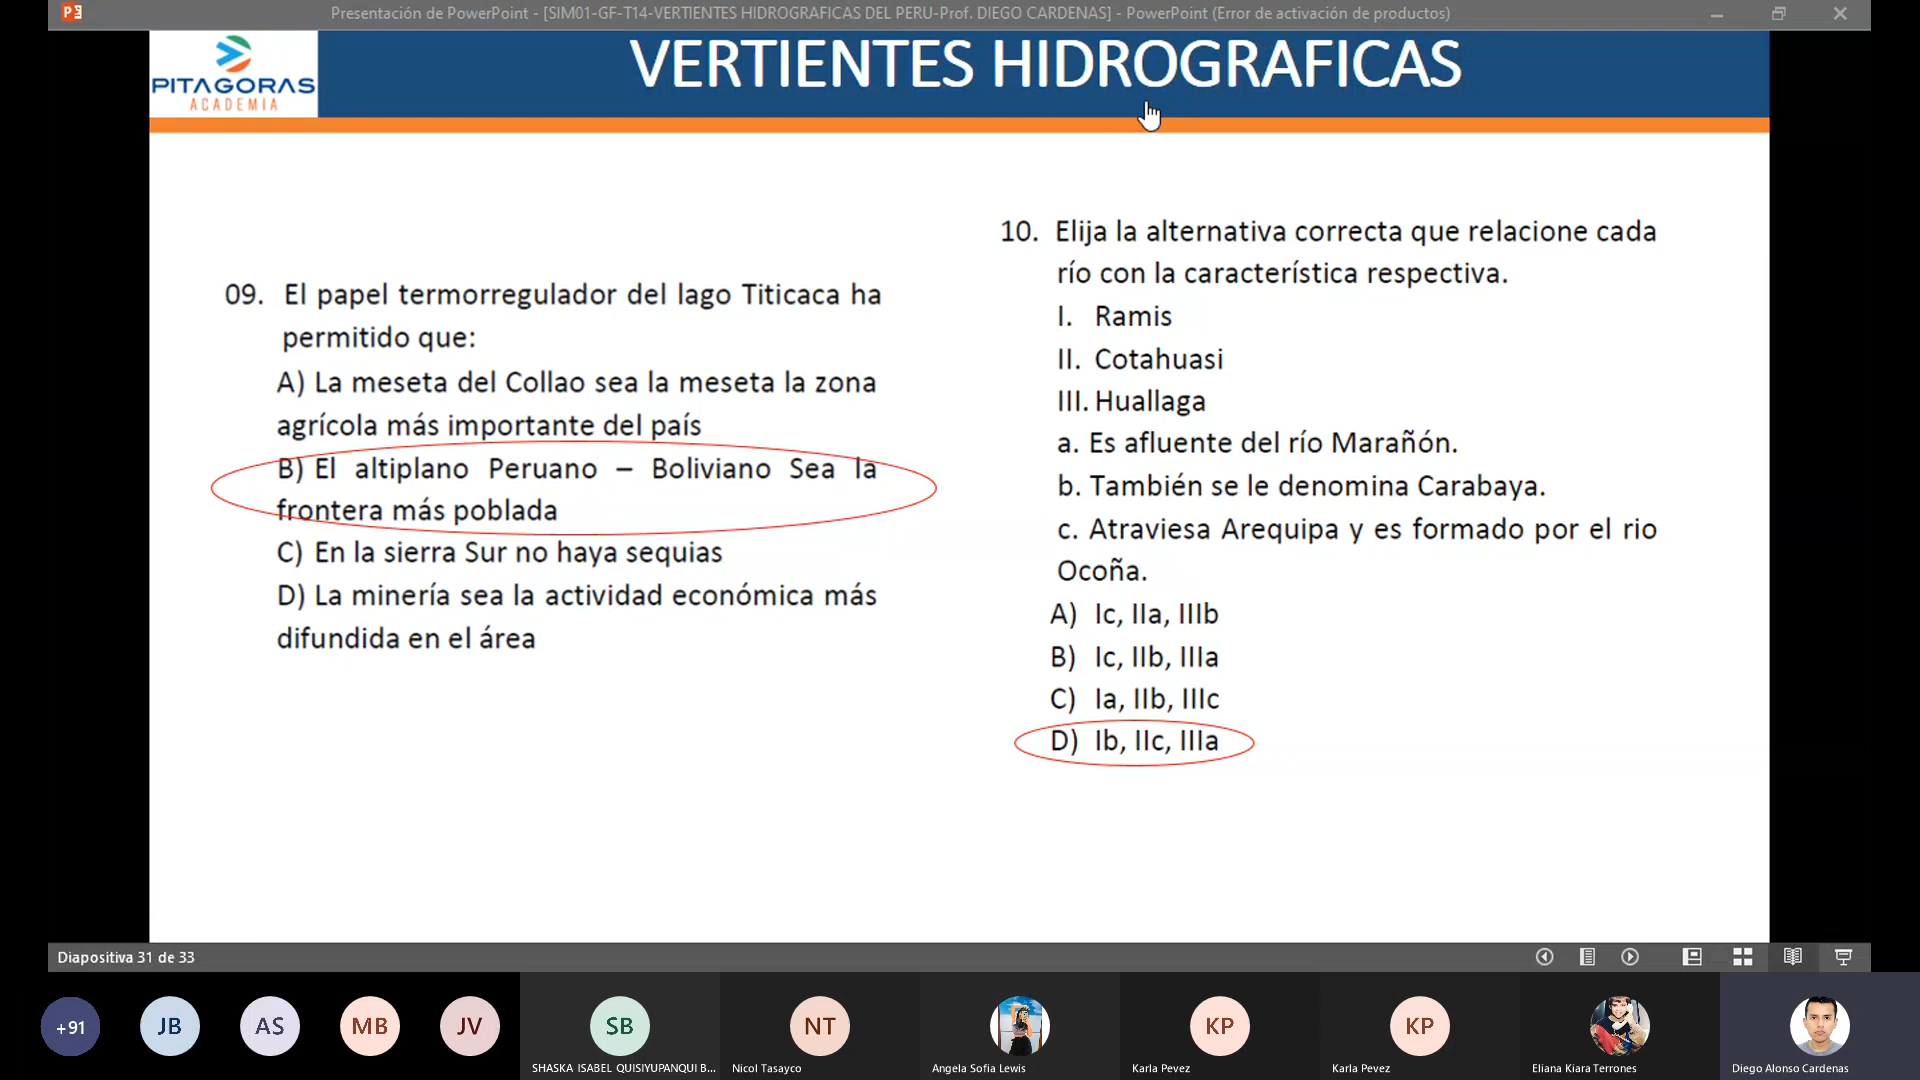 Presentación de PowerPoint - [SIM01-GF-T14-VERTIENTES HIDROGRAFICAS DEL PERU-Prof. DIEGO CARDENAS] - PowerPoint (Error de activación de productos)
PITAGORAS
ACADEMIA
VERTIENTES HIDROGRAFICAS
09. El papel termorregulador del lago Titicaca ha
permitido que:
A) La meseta del Collao sea la meseta la zona
agrícola más importante del país
B) El altiplano Peruano – Boliviano Sea la
frontera más poblada
C) En la sierra Sur no haya sequias
D) La minería sea la actividad económica más
difundida en el área
10. Elija la alternativa correcta que relacione cada
río con la característica respectiva.
I. Ramis
II. Cotahuasi
III. Huallaga
a. Es afluente del río Marañón.
b. También se le denomina Carabaya.
c. Atraviesa Arequipa y es formado por el rio
Ocoña.
A) Ic, IIa, IIIb
B) Ic, IIb, IIIa
C) Ia, IIb, IIIc
D) Ib, IIc, IIIa
Diapositiva 31 de 33
+91
JB
AS
MB
JV
SB
NT
KP
KP
SHASKA ISABEL QUISIYUPANQUI B...
Nicol Tasayco
Angela Sofia Lewis
Karla Pevez
Karla Pevez
Eliana Kiara Terrones
Diego Alonso Cardenas